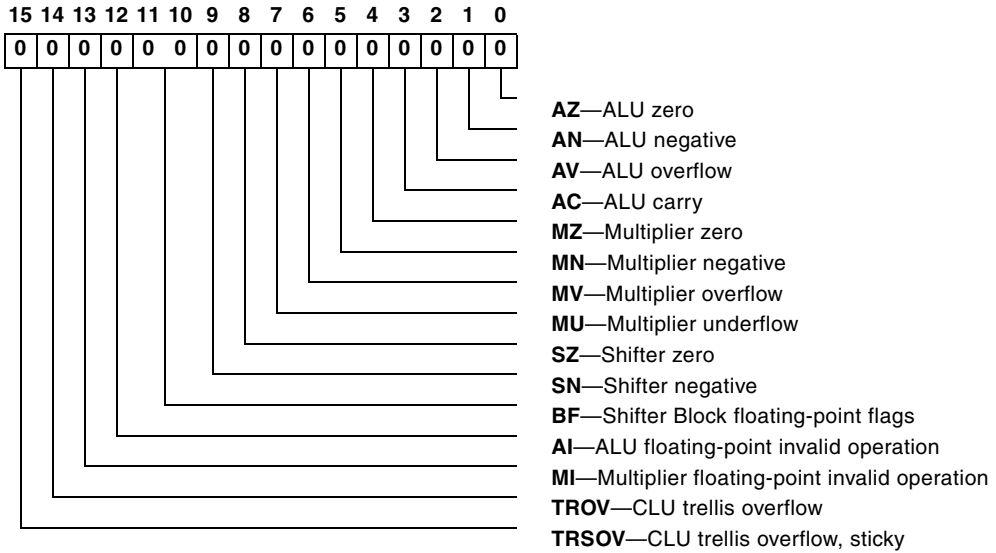 15 14 13 12 11 10 9 8 7 6 5 4 3 2 1 0
0 0 0 0 0 0 0 0 0 0 0 0 0 0 0 0
AZ—ALU zero
AN—ALU negative
AV—ALU overflow
AC—ALU carry
MZ—Multiplier zero
MN—Multiplier negative
MV—Multiplier overflow
MU—Multiplier underflow
SZ—Shifter zero
SN—Shifter negative
BF—Shifter Block floating-point flags
AI—ALU floating-point invalid operation
MI—Multiplier floating-point invalid operation
TROV—CLU trellis overflow
TRSOV—CLU trellis overflow, sticky